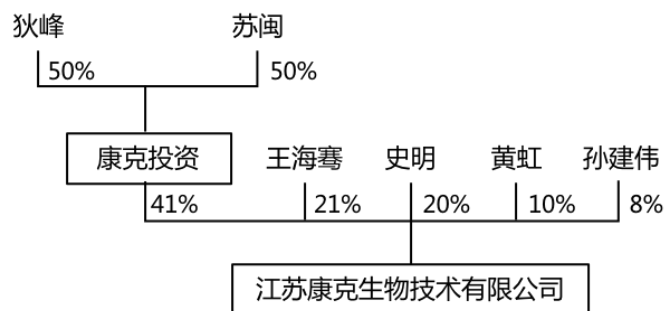 狄峰 苏闽
50% 50%
康克投资 王海骞 史明 黄虹 孙建伟
41% 21% 20% 10% 8%
江苏康克生物技术有限公司